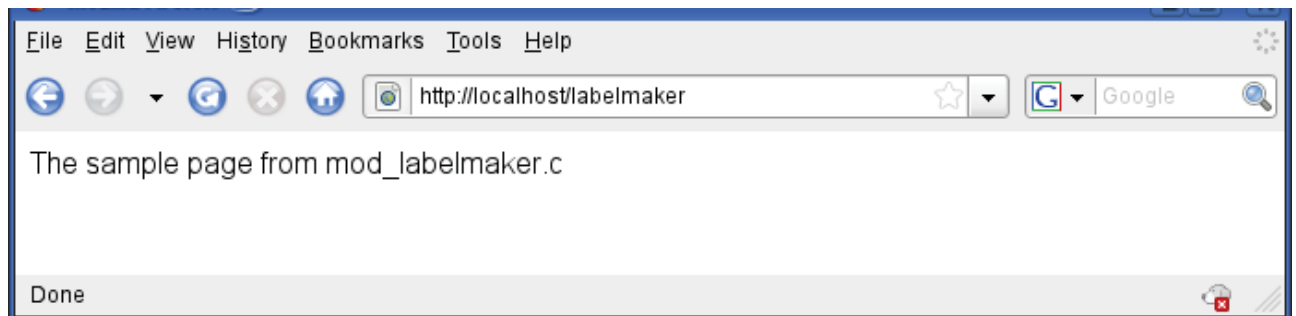 File Edit View History Bookmarks Tools Help
http://localhost/labelmaker G Google
The sample page from mod_labelmaker.c
Done